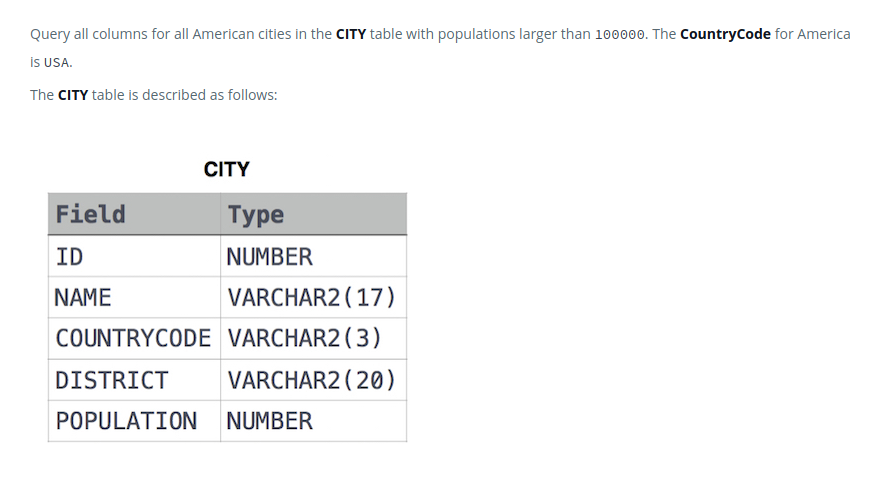 Query all columns for all American cities in the CITY table with populations larger than 100000. The CountryCode for America
is USA.
The CITY table is described as follows:
CITY
Field Type
ID NUMBER
NAME VARCHAR2(17)
COUNTRYCODE VARCHAR2(3)
DISTRICT VARCHAR2(20)
POPULATION NUMBER